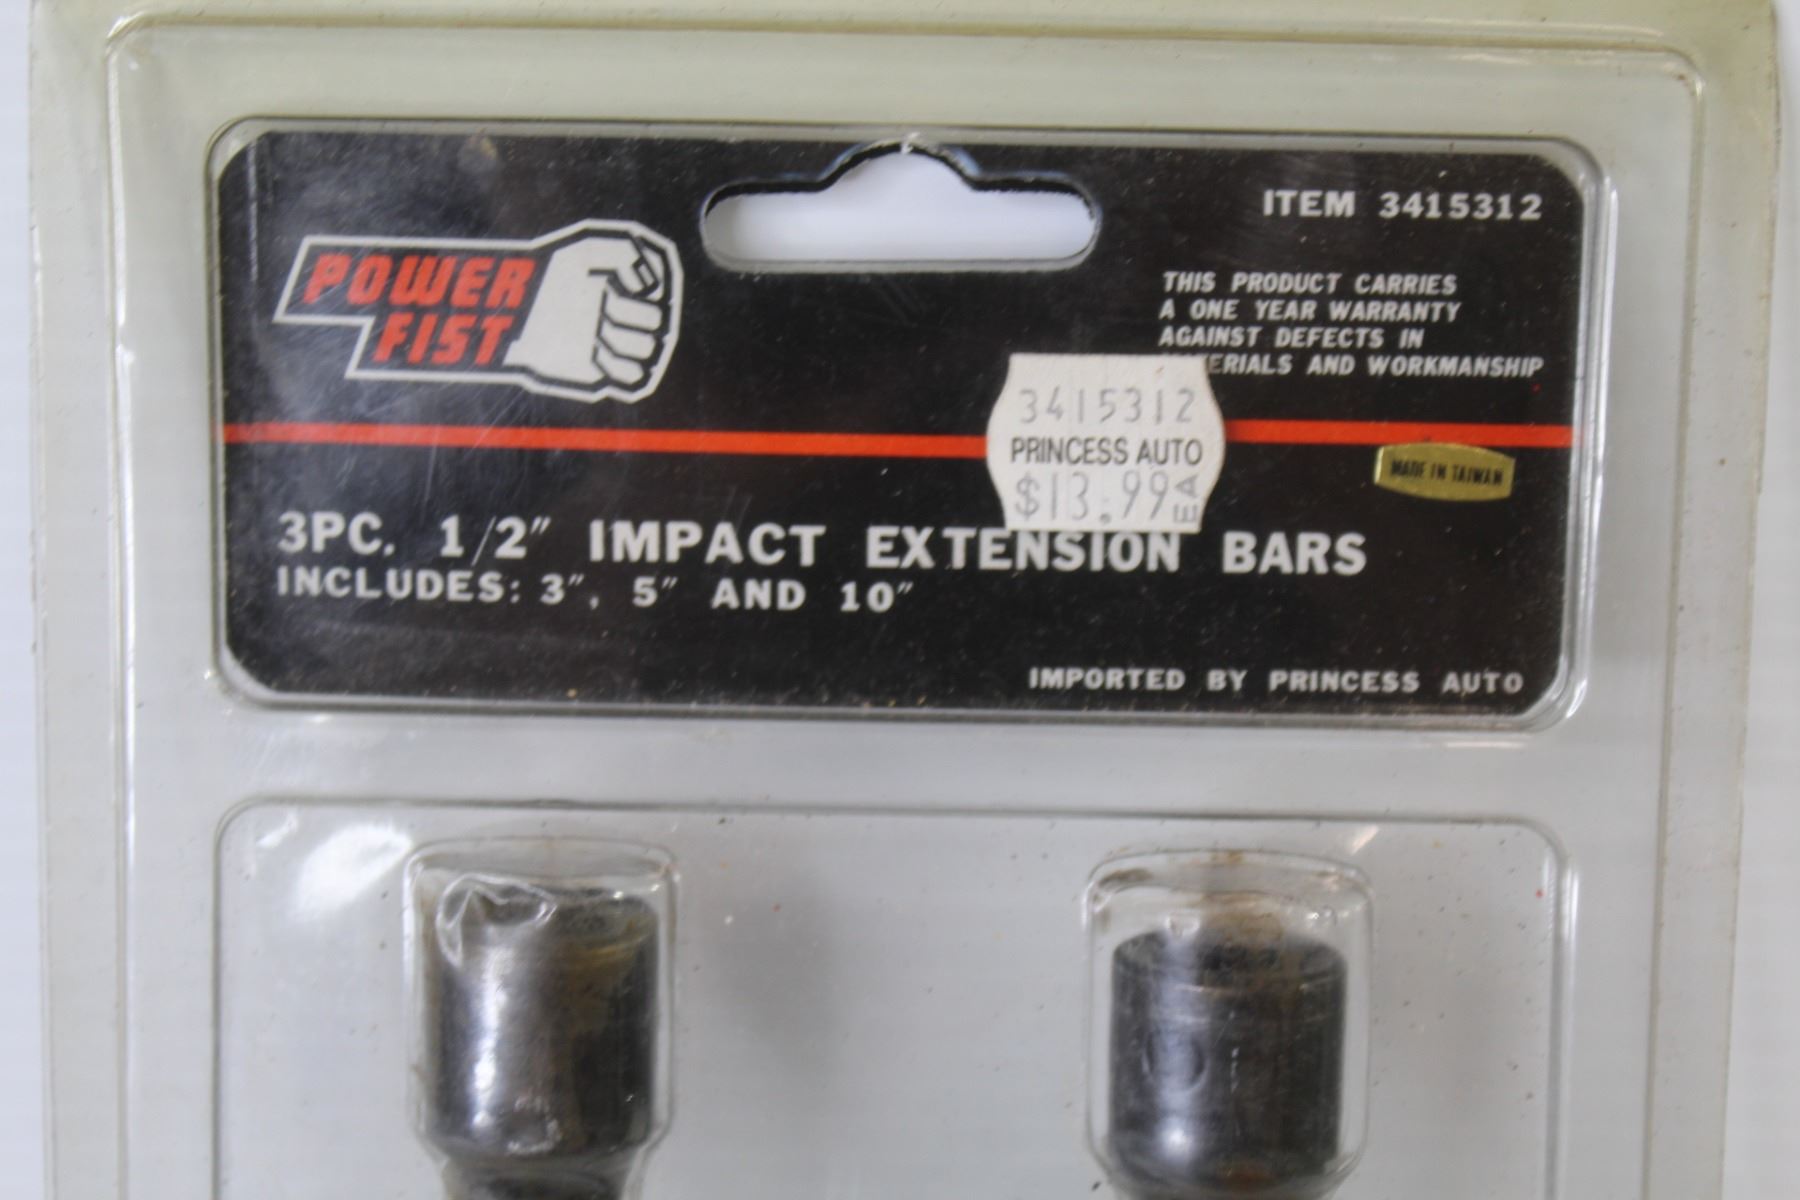 POWER
FIST
ITEM 3415312
THIS PRODUCT CARRIES
A ONE YEAR WARRANTY
AGAINST DEFECTS IN
ERIALS AND WORKMANSHIP
3415312
PRINCESS AUTO
$13.99 EA
MADE IN TAIWAN
3PC. 1/2" IMPACT EXTENSION BARS
INCLUDES: 3", 5" AND 10"
IMPORTED BY PRINCESS AUTO